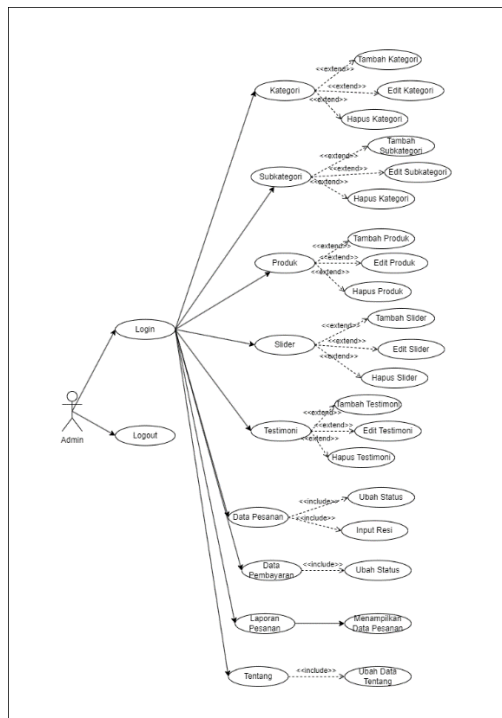 Tambah Kategori
<<extend>>
Kategori
<<extend>>
Edit Kategori
<<extend>>
Hapus Kategori
Tambah
Subkategori
<<extend>>
Subkategori
<<extend>>
Edit Subkategori
<<extend>>
Hapus Kategori
Tambah Produk
<<extend>>
Produk
<<extend>>
Edit Produk
<<extend>>
Hapus Produk
Tambah Slider
<<extend>>
Login
Slider
<<extend>>
Edit Slider
<<extend>>
Hapus Slider
Tambah Testimoni
<<extend>>
Admin
Logout
Testimoni
<<extend>>
Edit Testimoni
<<extend>>
Hapus Testimoni
<<include>>
Ubah Status
Data Pesanan
<<include>>
Input Resi
Data
Pembayaran
<<include>>
Ubah Status
Laporan
Pesanan
Menampilkan
Data Pesanan
Tentang
<<include>>
Ubah Data
Tentang